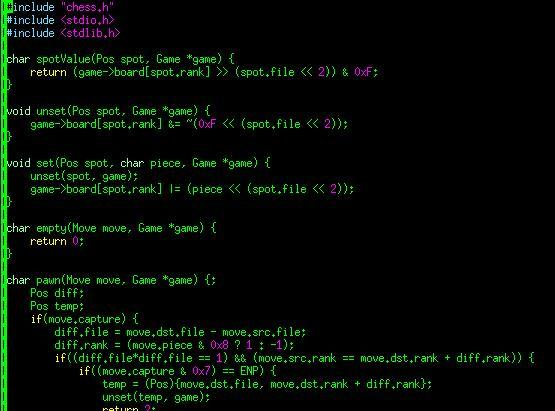 #include "chess.h"
#include <stdio.h>
#include <stdlib.h>
char spotValue(Pos spot, Game *game) {
return (game->board[spot.rank] >> (spot.file << 2)) & 0xF;
}
void unset(Pos spot, Game *game) {
game->board[spot.rank] &= ~(0xF << (spot.file << 2));
}
void set(Pos spot, char piece, Game *game) {
unset(spot, game);
game->board[spot.rank] |= (piece << (spot.file << 2));
}
char empty(Move move, Game *game) {
return 0;
}
char pawn(Move move, Game *game) {;
Pos diff;
Pos temp;
if(move.capture) {
diff.file = move.dst.file - move.src.file;
diff.rank = (move.piece & 0x8 ? 1 : -1);
if((diff.file*diff.file == 1) && (move.src.rank == move.dst.rank + diff.rank)) {
if((move.capture & 0x7) == ENP) {
temp = (Pos){move.dst.file, move.dst.rank + diff.rank};
unset(temp, game);
return 2;